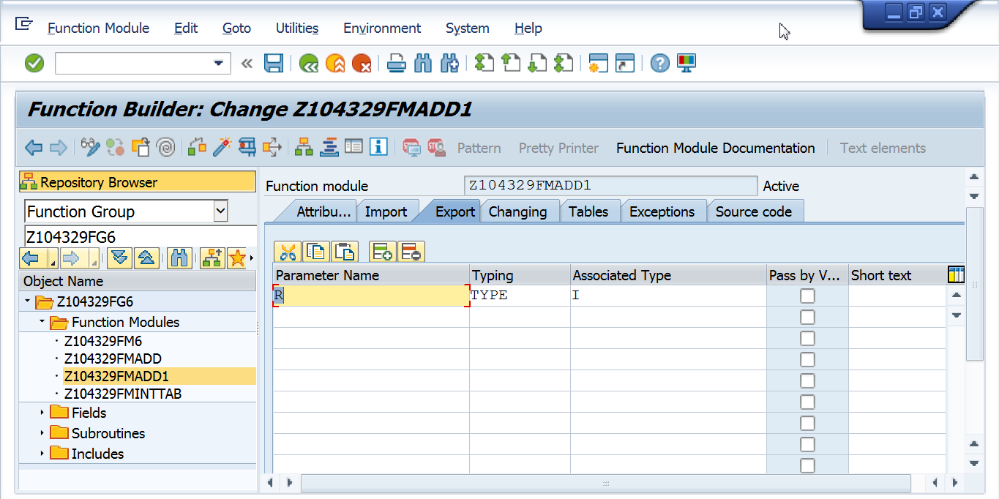 Function Module Edit Goto Utilities Environment System Help
Function Builder: Change Z104329FMADD1
Pattern Pretty Printer Function Module Documentation Text elements
Repository Browser
Function Group
Z104329FG6
Object Name
Z104329FG6
Function Modules
Z104329FM6
Z104329FMADD
Z104329FMADD1
Z104329FMINTTAB
Fields
Subroutines
Includes
Function module Z104329FMADD1 Active
Attribu... Import Export Changing Tables Exceptions Source code
Parameter Name Typing Associated Type Pass by V... Short text
R TYPE I